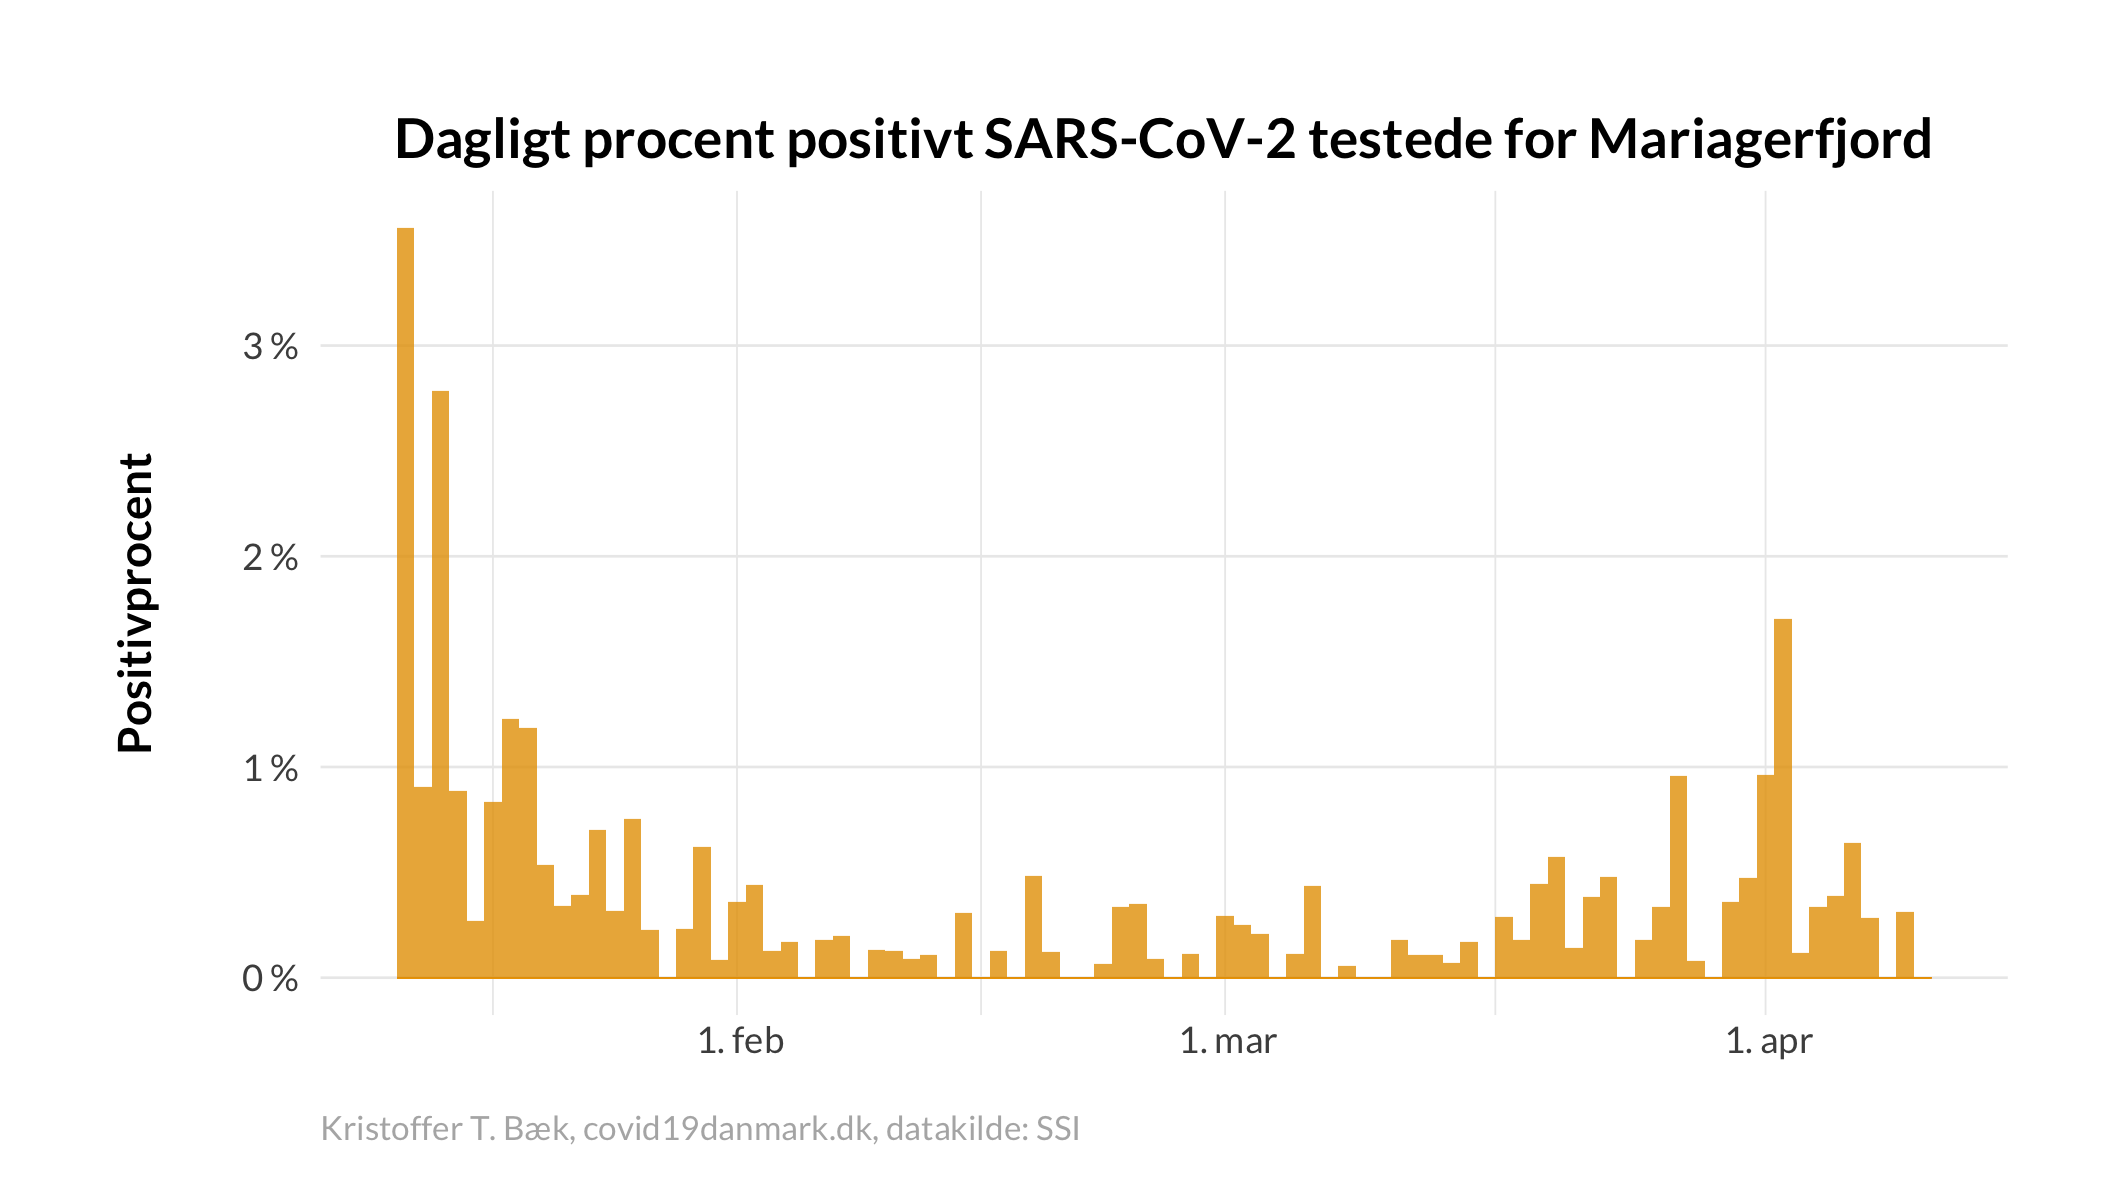 Dagligt procent positivt SARS-CoV-2 testede for Mariagerfjord
Positivprocent
3 %
2 %
1 %
0 %
1. feb
1. mar
1. apr
Kristoffer T. Bæk, covid19danmark.dk, datakilde: SSI